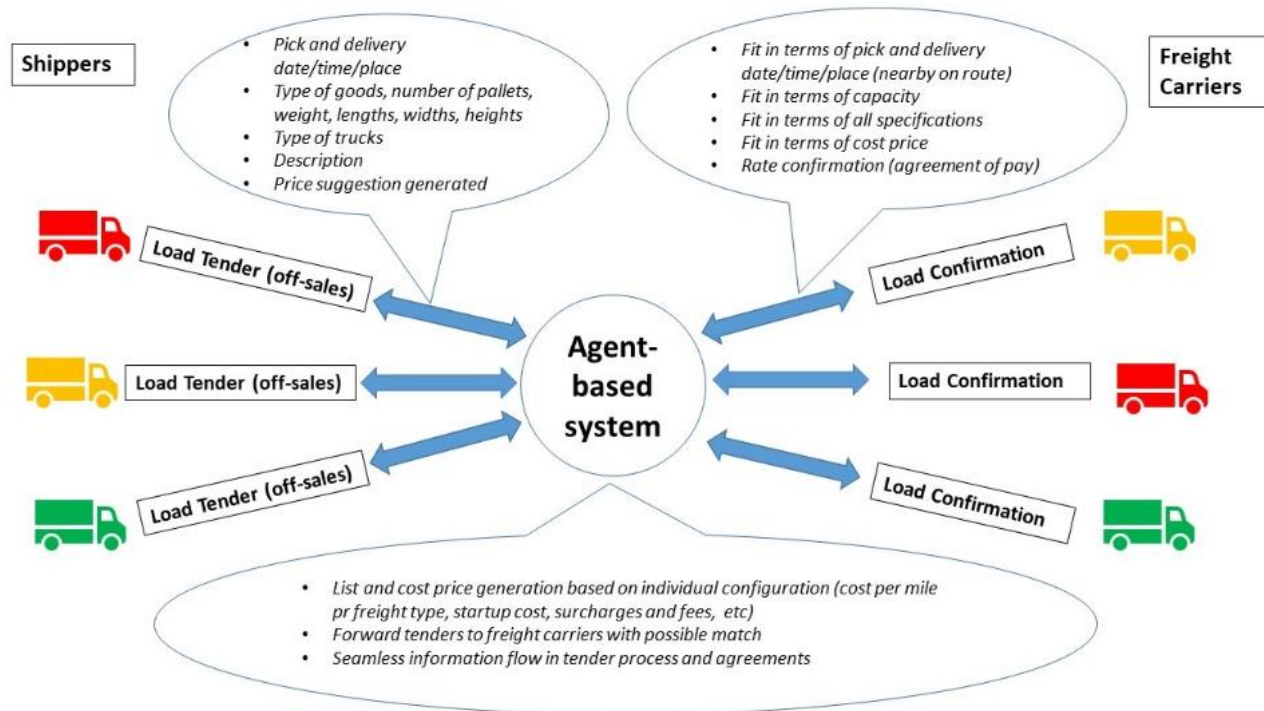 Shippers
• Pick and delivery
date/time/place
• Type of goods, number of pallets,
weight, lengths, widths, heights
• Type of trucks
• Description
• Price suggestion generated
• Fit in terms of pick and delivery
date/time/place (nearby on route)
• Fit in terms of capacity
• Fit in terms of all specifications
• Fit in terms of cost price
• Rate confirmation (agreement of pay)
Freight
Carriers
Load Tender (off-sales)
Load Tender (off-sales)
Load Tender (off-sales)
Agent-
based
system
Load Confirmation
Load Confirmation
Load Confirmation
• List and cost price generation based on individual configuration (cost per mile
pr freight type, startup cost, surcharges and fees, etc)
• Forward tenders to freight carriers with possible match
• Seamless information flow in tender process and agreements